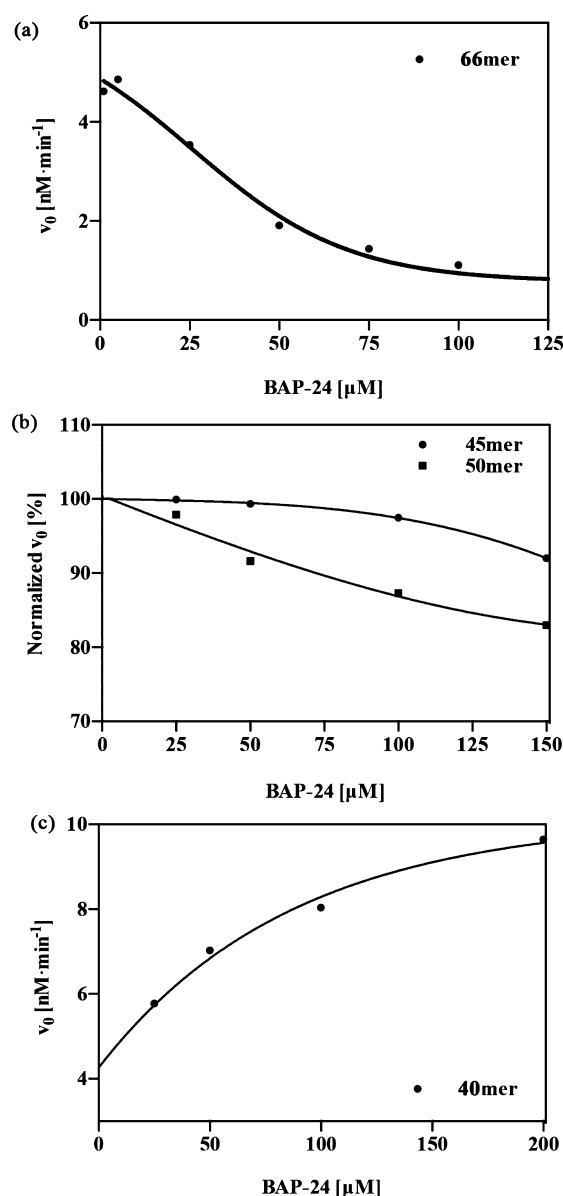 (a)
6
4
2
0
v0 [nM·min-1]
66mer
0 25 50 75 100 125
BAP-24 [µM]
(b)
110
100
90
80
70
Normalized v0 [%]
45mer
50mer
0 25 50 75 100 125 150
BAP-24 [µM]
(c)
10
8
6
4
v0 [nM·min-1]
40mer
0 50 100 150 200
BAP-24 [µM]